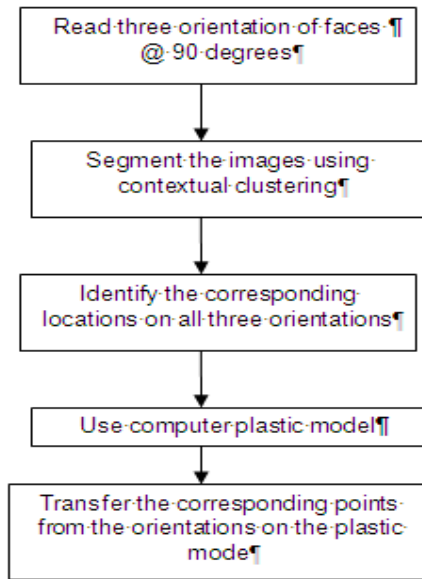 Read·three·orientation·of·faces·¶
@·90·degrees¶
Segment·the·images·using·
contextual·clustering¶
Identify·the·corresponding·
locations·on·all·three·orientations¶
Use·computer·plastic·model¶
Transfer·the·corresponding·points·
from·the·orientations·on·the·plastic·
mode¶